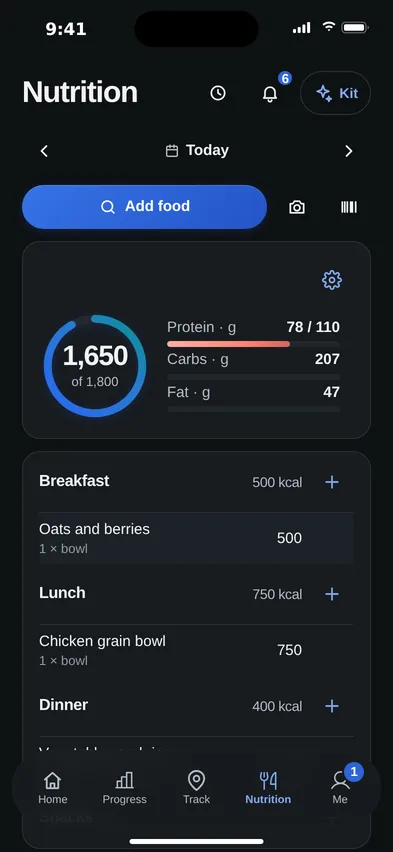 9:41
Nutrition
6
Kit
Today
Add food
Protein · g 78 / 110
1,650
of 1,800
Carbs · g 207
Fat · g 47
Breakfast 500 kcal
Oats and berries 500
1 × bowl
Lunch 750 kcal
Chicken grain bowl 750
1 × bowl
Dinner 400 kcal
1
Home Progress Track Nutrition Me
Snacks